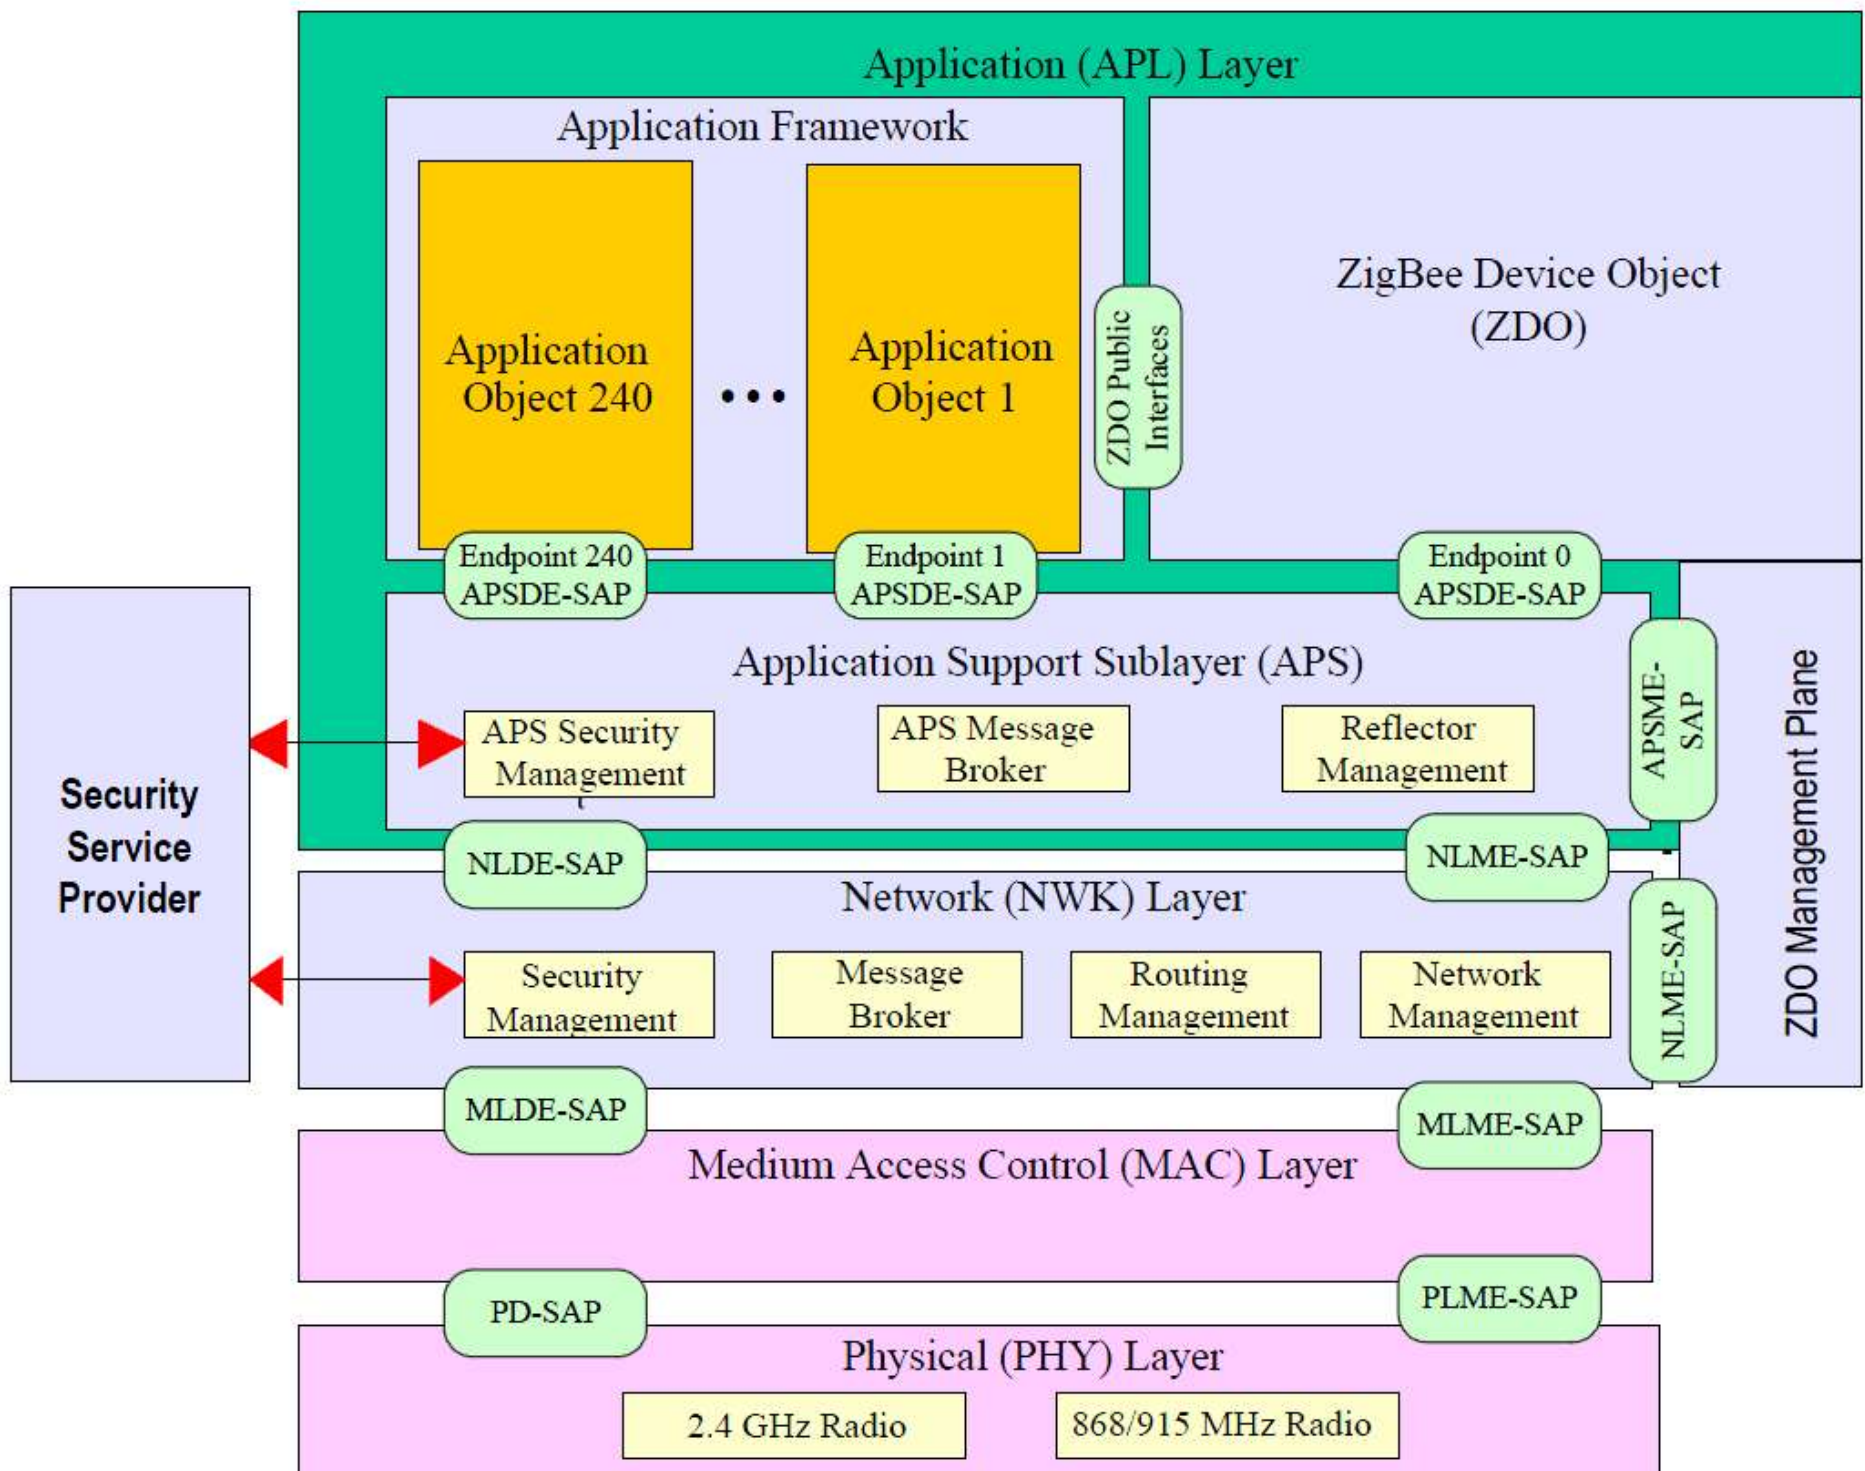 Application (APL) Layer
Application Framework
Application
Object 240
•••
Application
Object 1
ZDO Public
Interfaces
ZigBee Device Object
(ZDO)
Endpoint 240
APSDE-SAP
Endpoint 1
APSDE-SAP
Endpoint 0
APSDE-SAP
Application Support Sublayer (APS)
APS Security
Management
APS Message
Broker
Reflector
Management
APSME-
SAP
ZDO Management Plane
Security
Service
Provider
NLDE-SAP
NLME-SAP
Network (NWK) Layer
Security
Management
Message
Broker
Routing
Management
Network
Management
NLME-SAP
MLDE-SAP
MLME-SAP
Medium Access Control (MAC) Layer
PD-SAP
PLME-SAP
Physical (PHY) Layer
2.4 GHz Radio
868/915 MHz Radio